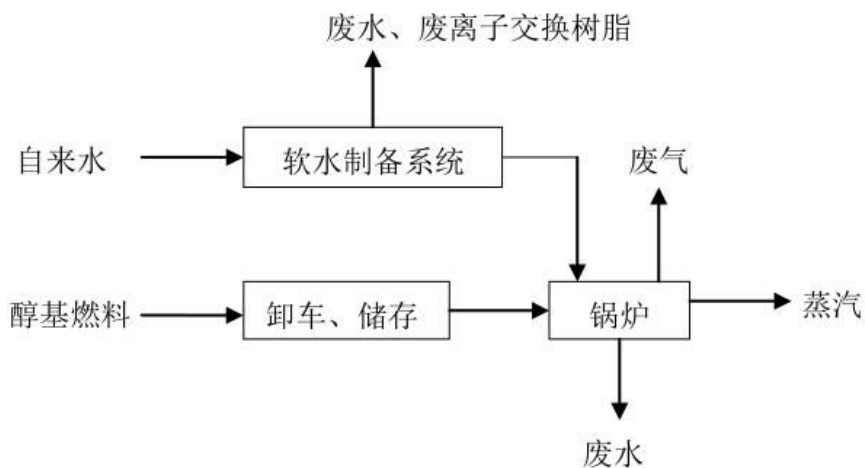 废水、废离子交换树脂
自来水
软水制备系统
废气
醇基燃料
卸车、储存
锅炉
蒸汽
废水